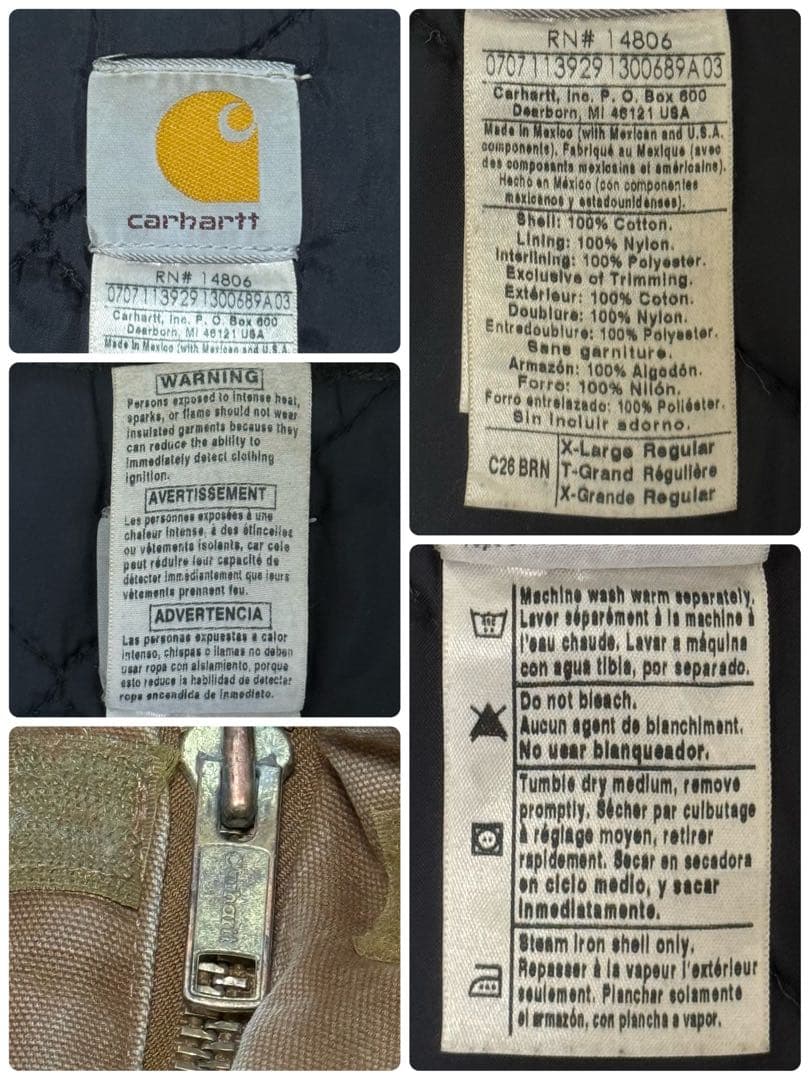 carhartt
RN# 14806
0707113929 1300689A03
Carhartt, Inc. P. O. Box 600
Dearborn, MI 48121 USA
Made in Mexico (with Mexican and U.S.A.
RN# 14806
0707113929 1300689A03
Carhartt, Inc. P. O. Box 600
Dearborn, MI 48121 USA
Made in Mexico (with Mexican and U.S.A.
components). Fabriqué au Mexique (avec
des composants mexicains et américains).
Hecho en México (con componentes
mexicanos y estadounidenses).
Shell: 100% Cotton.
Lining: 100% Nylon.
Interlining: 100% Polyester.
Exclusive of Trimming.
Extérieur: 100% Coton.
Doublure: 100% Nylon.
Entredoublure: 100% Polyester.
Sans garniture.
Armazón: 100% Algodón.
Forro: 100% Nilón.
Forro entrelazado: 100% Poliéster.
Sin incluir adorno.
C26 BRN
X-Large Regular
T-Grand Régulière
X-Grande Regular
WARNING
Persons exposed to intense heat,
sparks, or flame should not wear
insulated garments because they
can reduce the ability to
immediately detect clothing
ignition.
AVERTISSEMENT
Les personnes exposées à une
chaleur intense, à des étincelles
ou vêtements isolants, car cela
peut réduire leur capacité de
détecter immédiantement que leurs
vêtements prennent feu.
ADVERTENCIA
Las personas expuestas a calor
intenso, chispas o llamas no deben
usar ropa con aislamiento, porque
esto reduce la habilidad de detectar
ropa encendida de inmediato.
Machine wash warm separately.
Laver séparément à la machine à
l'eau chaude. Lavar a máquina
con agua tibia, por separado.
Do not bleach.
Aucun agent de blanchiment.
No usar blanqueador.
Tumble dry medium, remove
promptly. Sécher par culbutage
à réglage moyen, retirer
rapidement. Secar en secadora
en ciclo medio, y sacar
inmediatamente.
Steam iron shell only.
Repasser à la vapeur l'extérieur
seulement. Planchar solamente
el armazón, con plancha a vapor.
Carhartt